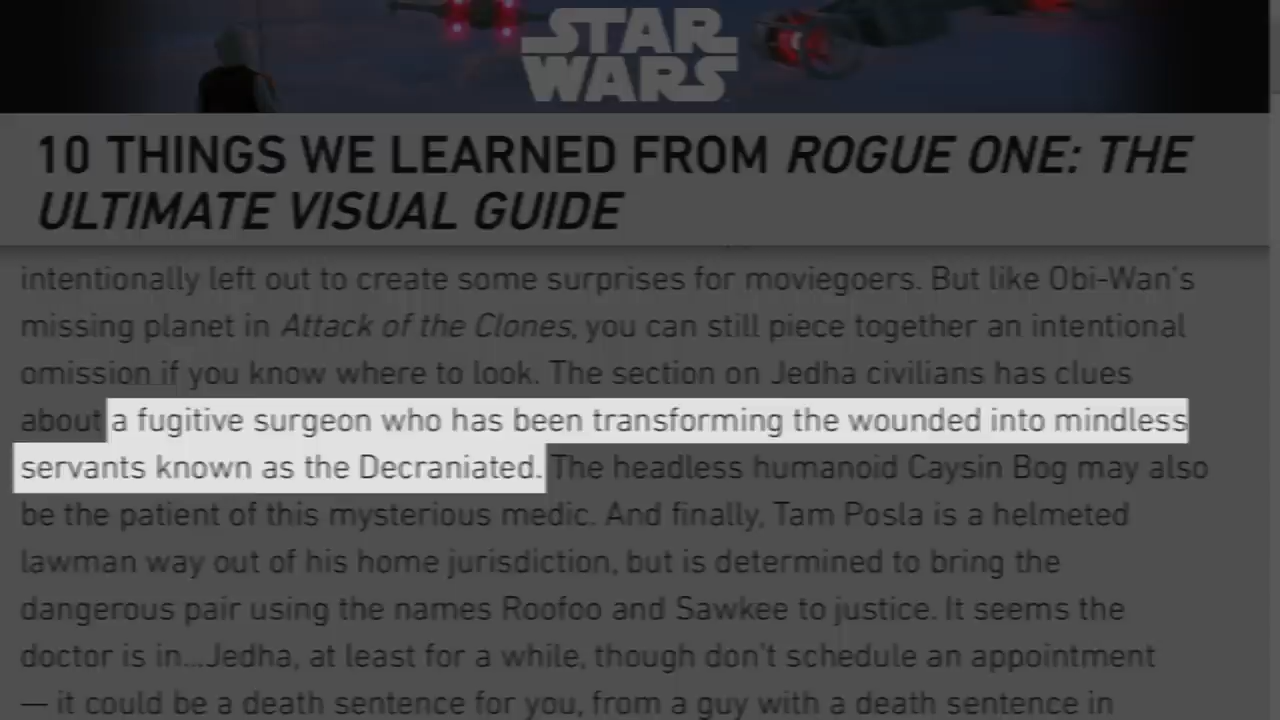 STAR
WARS
10 THINGS WE LEARNED FROM ROGUE ONE: THE
ULTIMATE VISUAL GUIDE
intentionally left out to create some surprises for moviegoers. But like Obi-Wan's
missing planet in Attack of the Clones, you can still piece together an intentional
omission if you know where to look. The section on Jedha civilians has clues
about a fugitive surgeon who has been transforming the wounded into mindless
servants known as the Decraniated. The headless humanoid Caysin Bog may also
be the patient of this mysterious medic. And finally, Tam Posla is a helmeted
lawman way out of his home jurisdiction, but is determined to bring the
dangerous pair using the names Roofoo and Sawkee to justice. It seems the
doctor is in...Jedha, at least for a while, though don't schedule an appointment
— it could be a death sentence for you, from a guy with a death sentence in